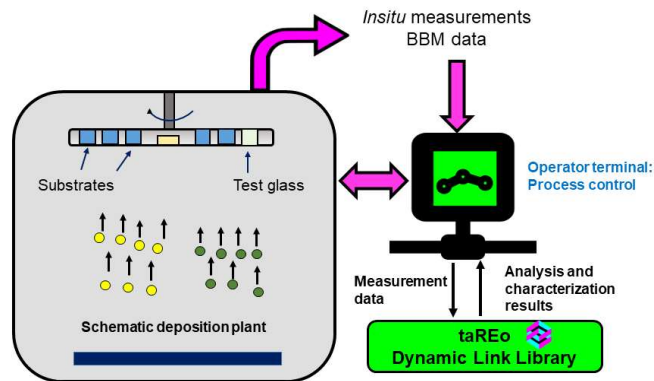 Insitu measurements
BBM data
Substrates
Test glass
Operator terminal:
Process control
Measurement
data
Analysis and
characterization
results
Schematic deposition plant
taREo
Dynamic Link Library